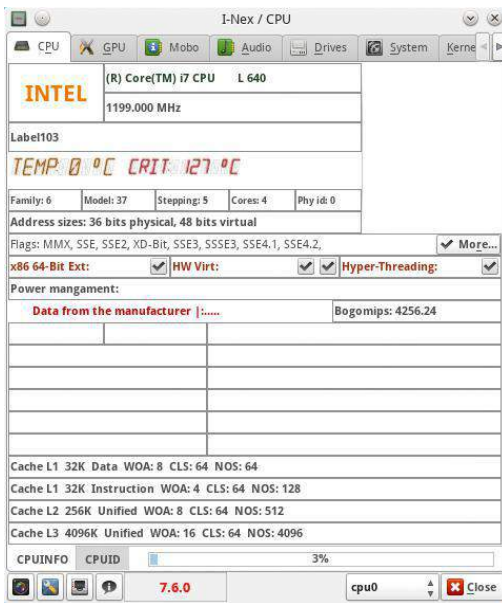 I-Nex / CPU
CPU GPU Mobo Audio Drives System Kerne
INTEL
(R) Core(TM) i7 CPU L 640
1199.000 MHz
Label103
TEMP: 0 °C CRIT: 127 °C
Family: 6 Model: 37 Stepping: 5 Cores: 4 Phy id: 0
Address sizes: 36 bits physical, 48 bits virtual
Flags: MMX, SSE, SSE2, XD-Bit, SSE3, SSSE3, SSE4.1, SSE4.2, More...
x86 64-Bit Ext: HW Virt: Hyper-Threading:
Power mangament:
Data from the manufacturer |:..... Bogomips: 4256.24
Cache L1 32K Data WOA: 8 CLS: 64 NOS: 64
Cache L1 32K Instruction WOA: 4 CLS: 64 NOS: 128
Cache L2 256K Unified WOA: 8 CLS: 64 NOS: 512
Cache L3 4096K Unified WOA: 16 CLS: 64 NOS: 4096
CPUINFO CPUID 3%
7.6.0 cpu0 Close